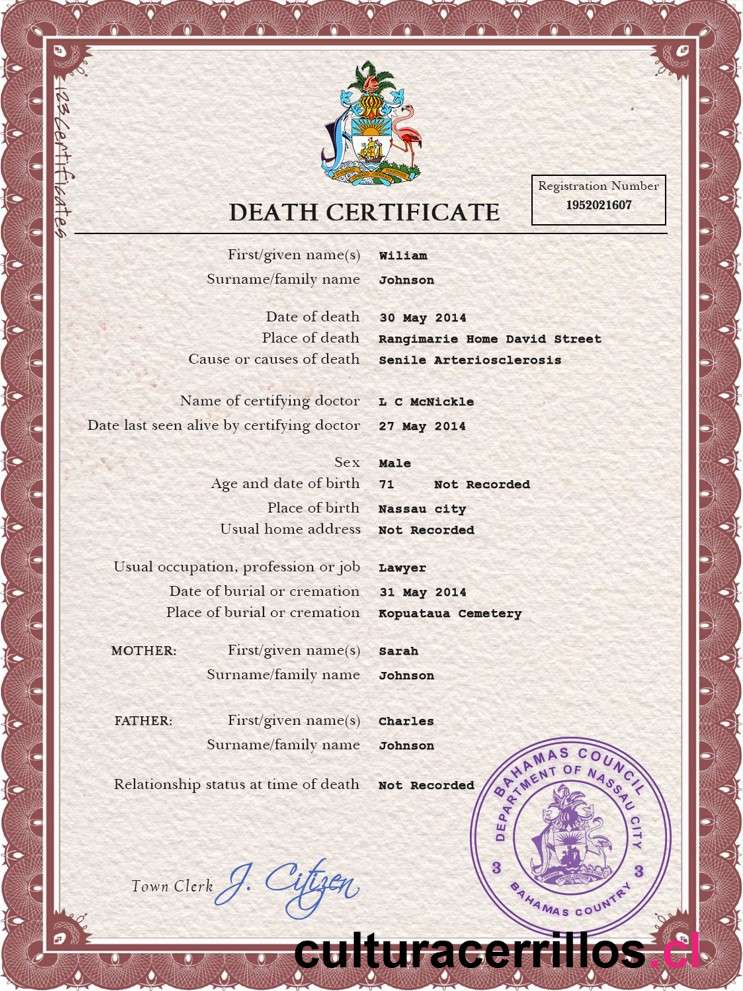 123 Certificates
Registration Number
1952021607
DEATH CERTIFICATE
First/given name(s) Wiliam
Surname/family name Johnson
Date of death 30 May 2014
Place of death Rangimarie Home David Street
Cause or causes of death Senile Arteriosclerosis
Name of certifying doctor L C McNickle
Date last seen alive by certifying doctor 27 May 2014
Sex Male
Age and date of birth 71 Not Recorded
Place of birth Nassau city
Usual home address Not Recorded
Usual occupation, profession or job Lawyer
Date of burial or cremation 31 May 2014
Place of burial or cremation Kopuataua Cemetery
MOTHER: First/given name(s) Sarah
Surname/family name Johnson
FATHER: First/given name(s) Charles
Surname/family name Johnson
Relationship status at time of death Not Recorded
BAHAMAS COUNCIL
DEPARTMENT OF NASSAU CITY
3 3
BAHAMAS COUNTRY
Town Clerk J. Citizen
culturacerrillos.cl